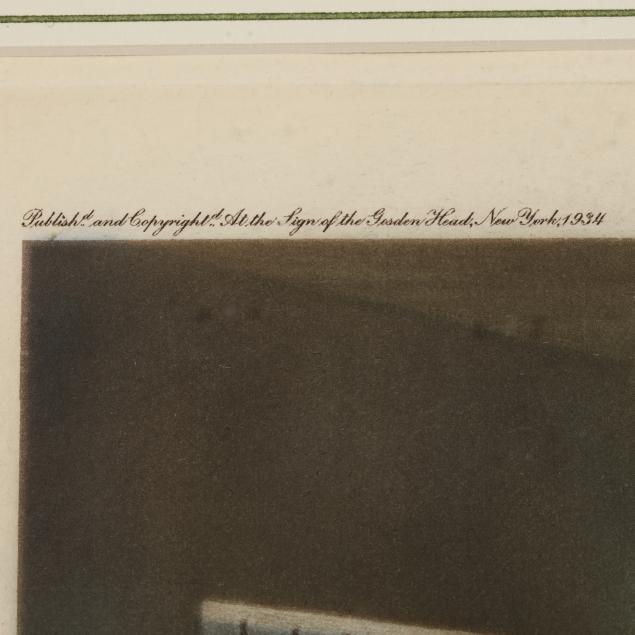 Publish.d and Copyright.d At the Sign of the Gosden Head, New York, 1934